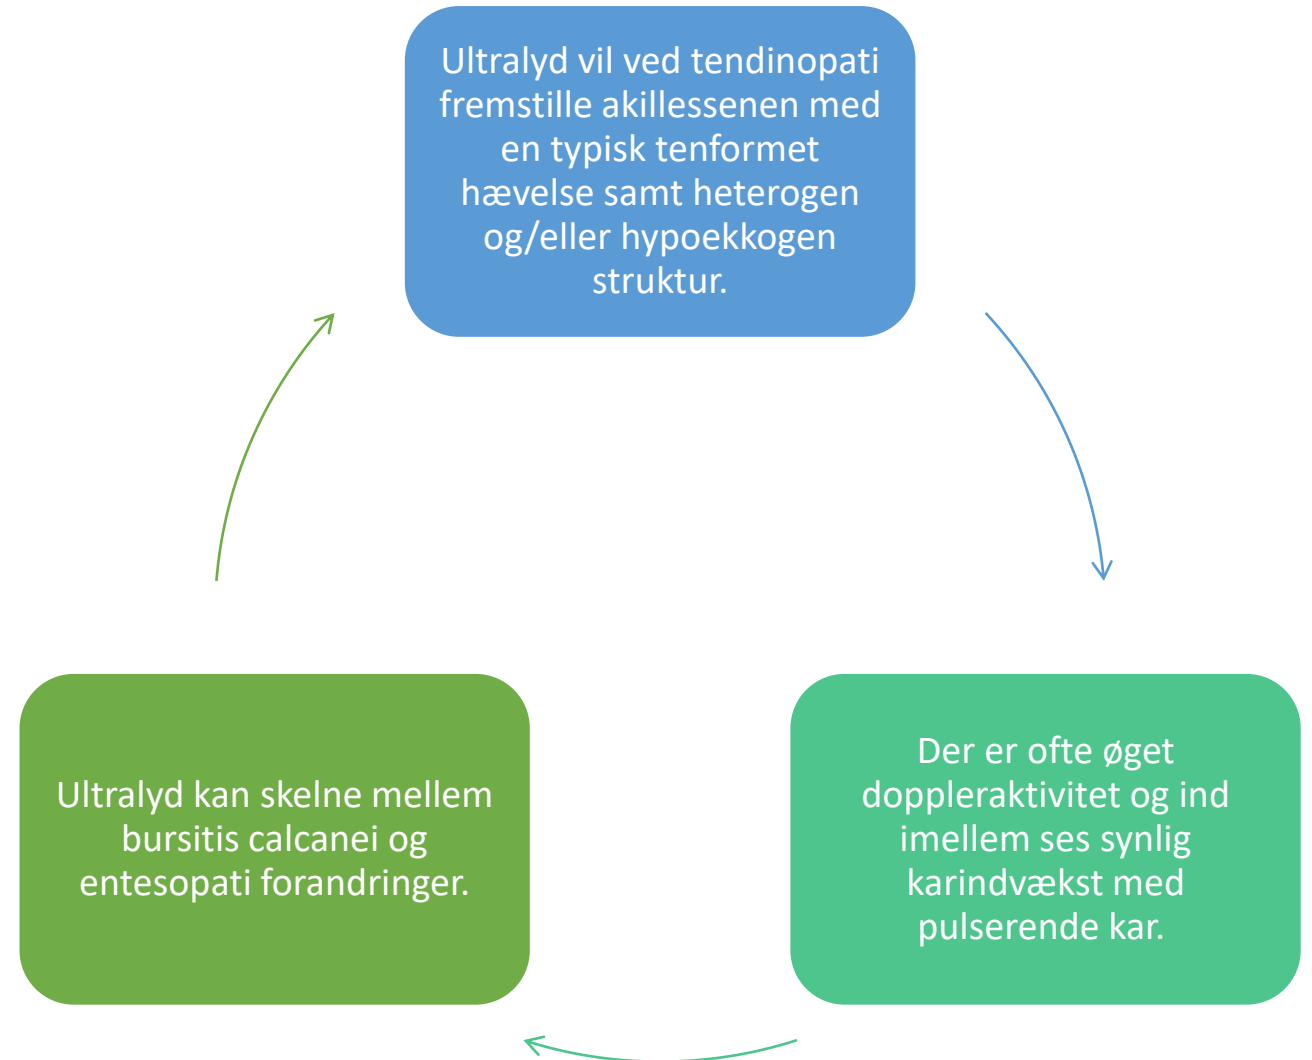 Ultralyd vil ved tendinopati
fremstille akillessenen med
en typisk tenformet
hævelse samt heterogen
og/eller hypoekkogen
struktur.
Der er ofte øget
doppleraktivitet og ind
imellem ses synlig
karindvækst med
pulserende kar.
Ultralyd kan skelne mellem
bursitis calcanei og
entesopati forandringer.